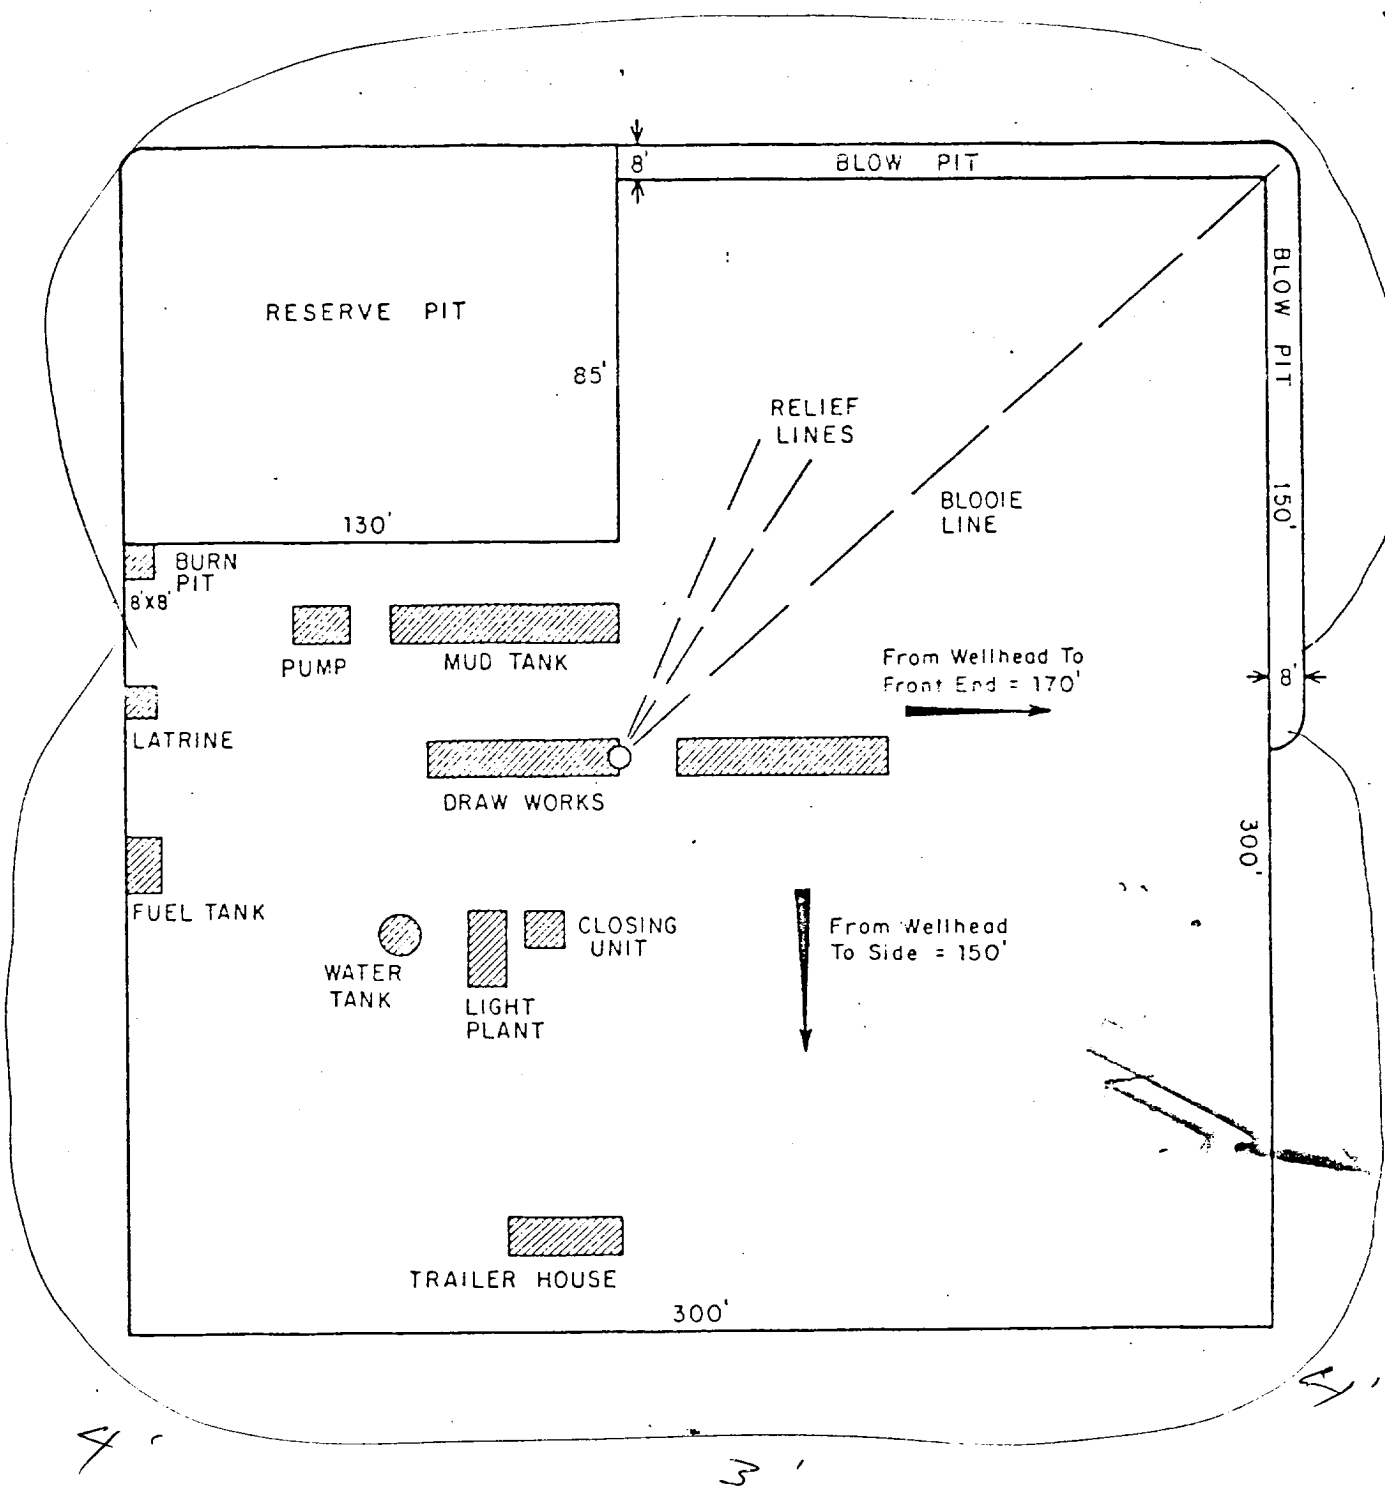 8'
BLOW PIT
BLOW PIT
150'
RESERVE PIT
85'
130'
RELIEF
LINES
BLOOIE
LINE
BURN
PIT
8'X8'
PUMP
MUD TANK
From Wellhead To
Front End = 170'
8'
LATRINE
DRAW WORKS
300'
FUEL TANK
CLOSING
UNIT
From Wellhead
To Side = 150'
WATER
TANK
LIGHT
PLANT
TRAILER HOUSE
300'
4'
4'
3'